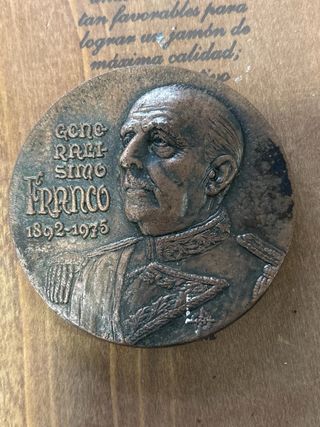 tan favorables para
lograr un jamón de
máxima calidad;
GENE
RALI-
SIMO
FRANCO
1892-1975